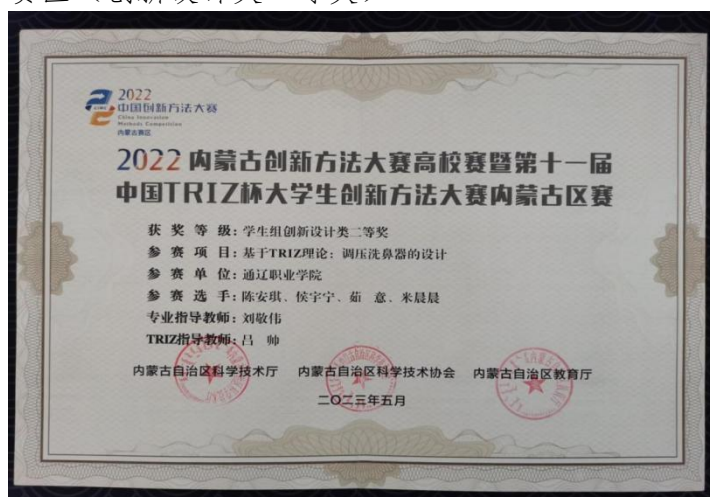 2022
中国创新方法大赛
China Innovation
Methods Competition
内蒙古赛区
2022内蒙古创新方法大赛高校赛暨第十一届
中国TRIZ杯大学生创新方法大赛内蒙古区赛
获奖等级：学生组创新设计类二等奖
参赛项目：基于TRIZ理论：调压洗鼻器的设计
参赛单位：通辽职业学院
参赛选手：陈安琪、侯宇宁、茹 意、米晨晨
专业指导教师：刘敬伟
TRIZ指导教师：吕 帅
内蒙古自治区科学技术厅 内蒙古自治区科学技术协会 内蒙古自治区教育厅
二〇二三年五月